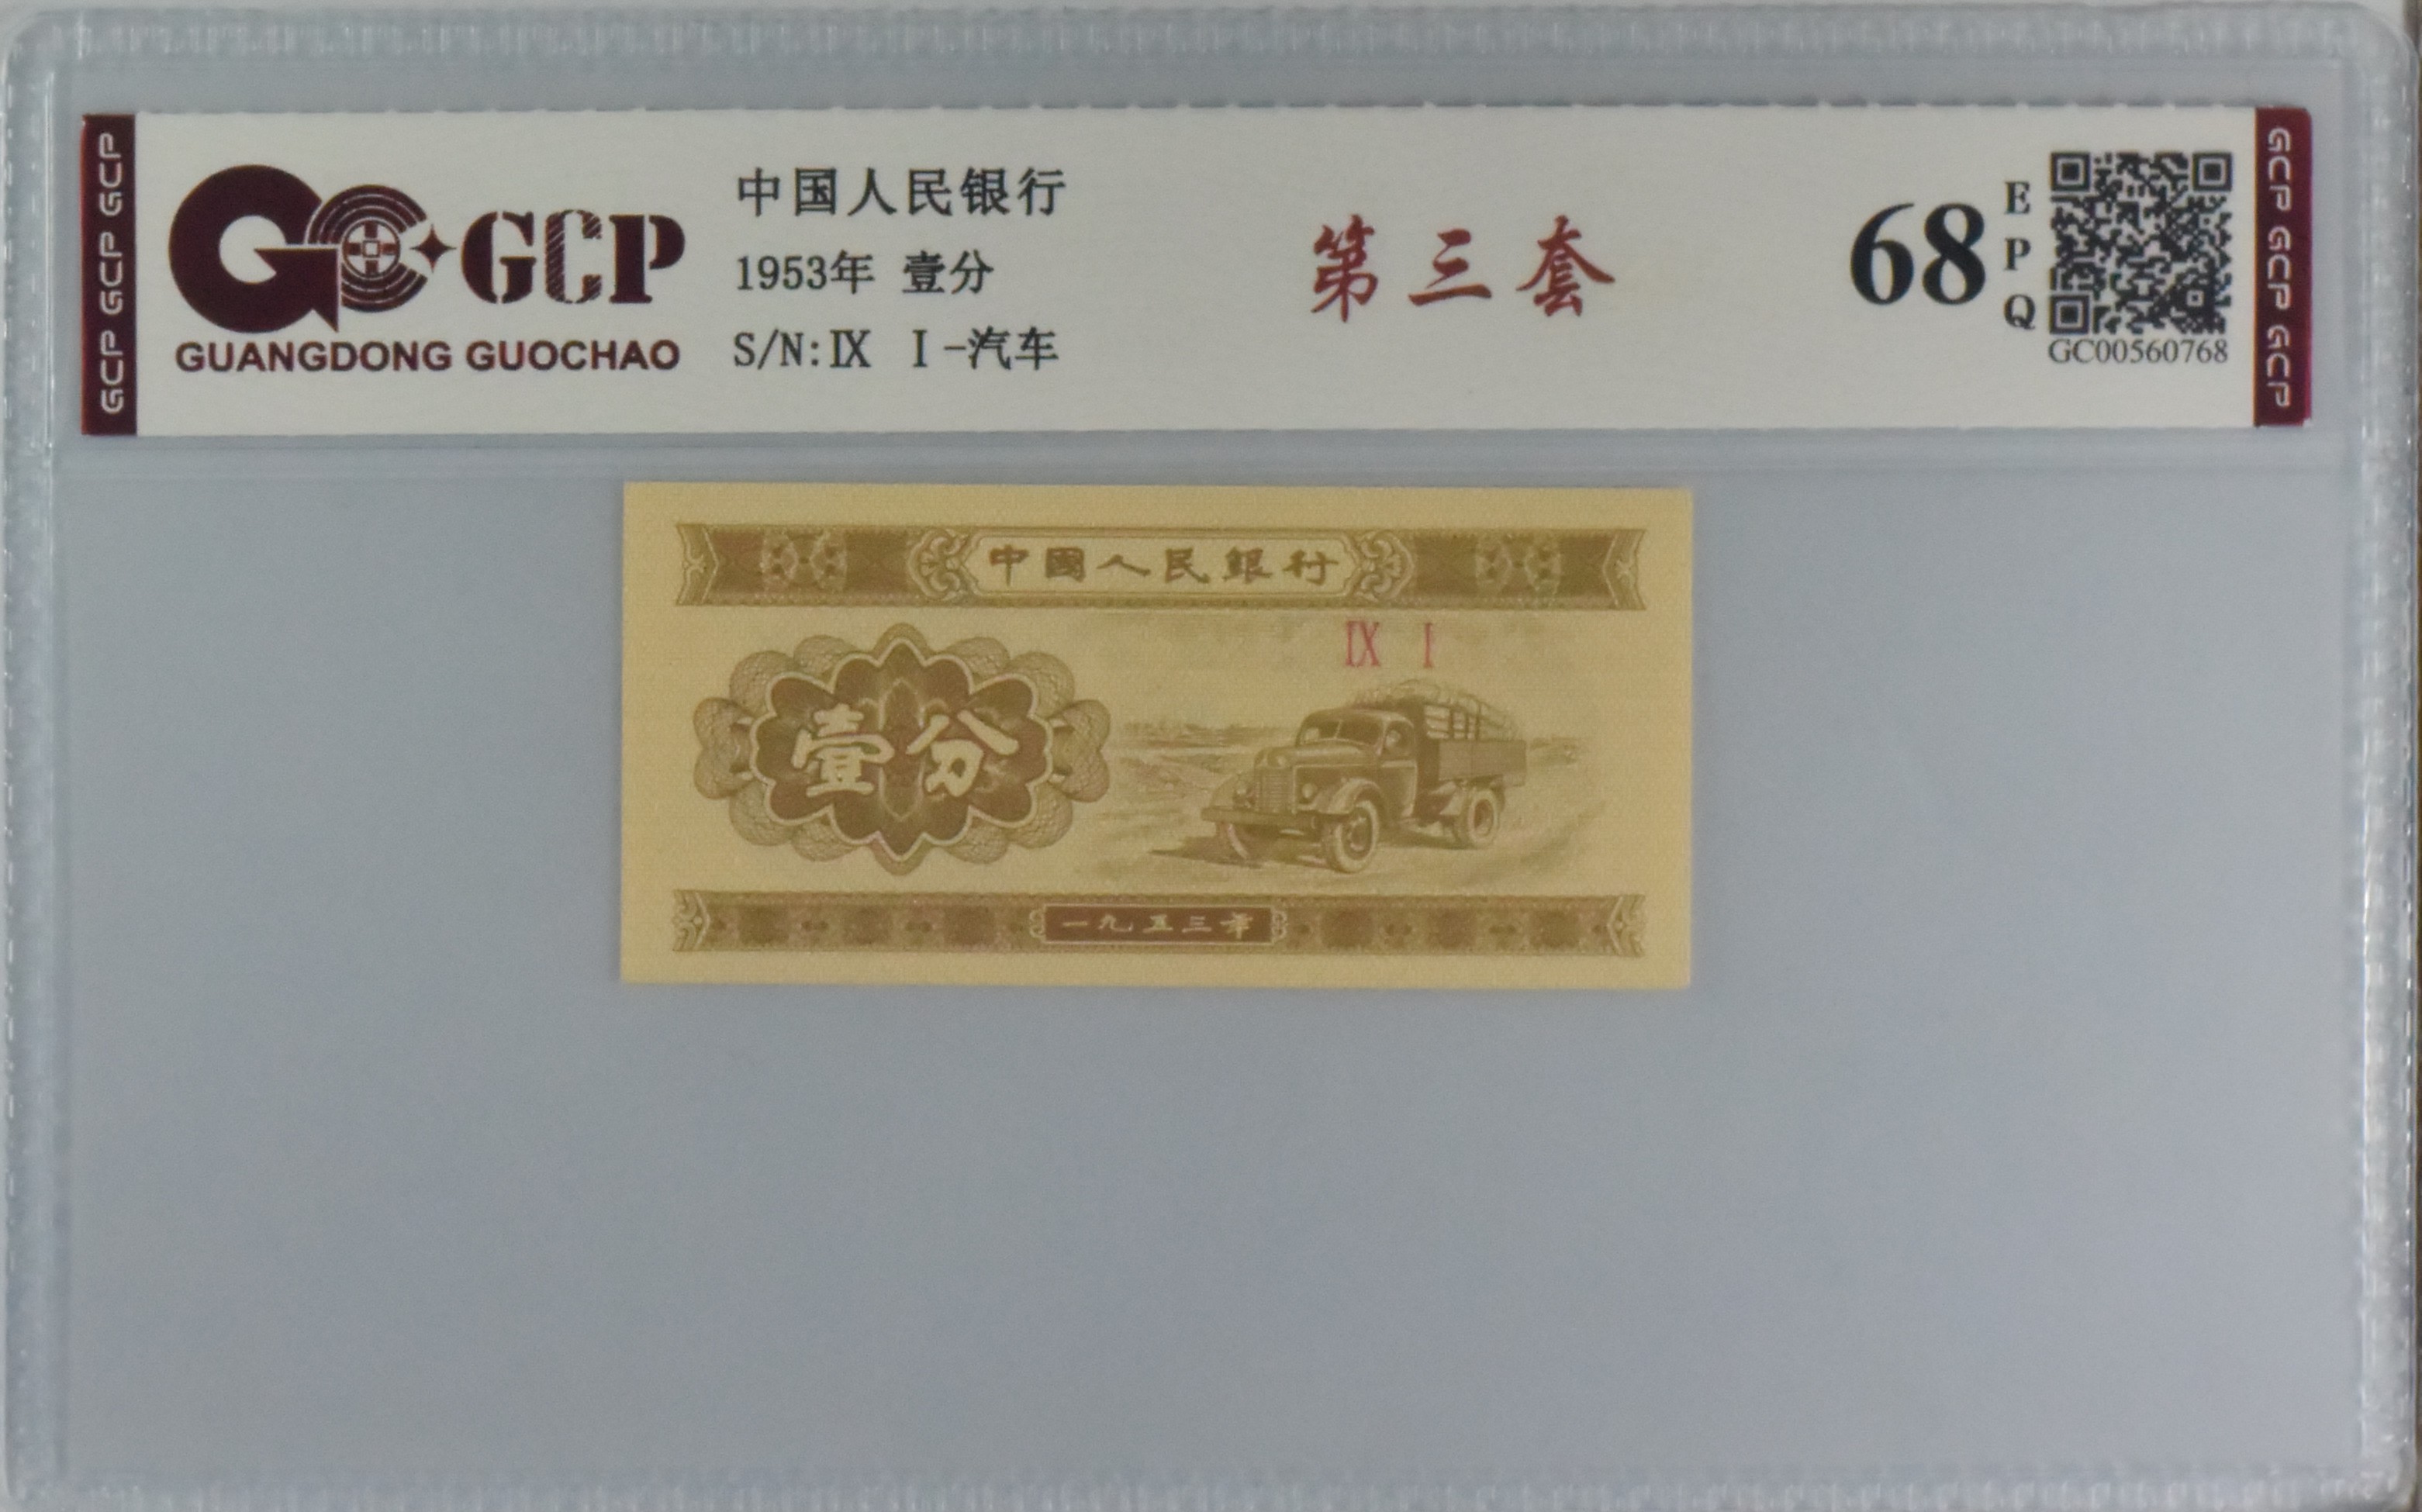 GCP GCP GCP
GCP
GUANGDONG GUOCHAO
中国人民银行
1953年 壹分
S/N:Ⅸ Ⅰ-汽车
第三套
68
EPQ
GC00560768
GCP GCP GCP
中國人民銀行
IX I
壹分
一九五三年